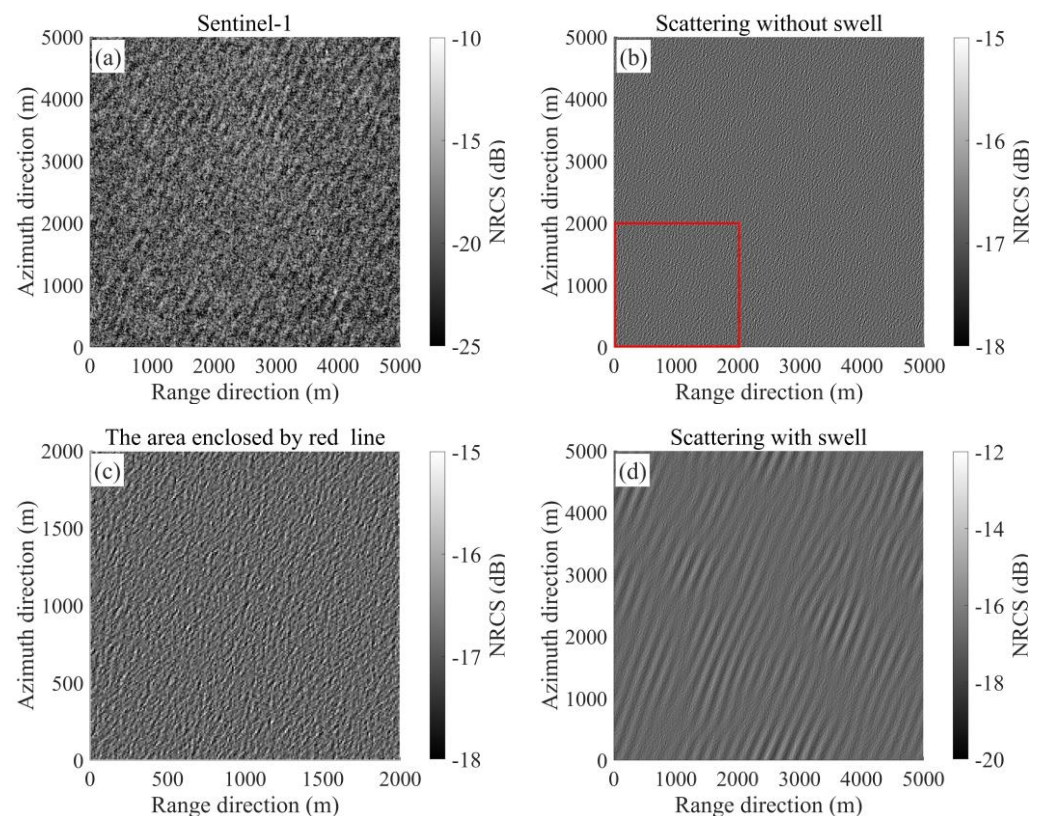 Sentinel-1
(a)
5000
4000
3000
2000
1000
0
Azimuth direction (m)
0 1000 2000 3000 4000 5000
Range direction (m)
-10
-15
-20
-25
NRCS (dB)
Scattering without swell
(b)
5000
4000
3000
2000
1000
0
Azimuth direction (m)
0 1000 2000 3000 4000 5000
Range direction (m)
-15
-16
-17
-18
NRCS (dB)
The area enclosed by red line
(c)
2000
1500
1000
500
0
Azimuth direction (m)
0 500 1000 1500 2000
Range direction (m)
-15
-16
-17
-18
NRCS (dB)
Scattering with swell
(d)
5000
4000
3000
2000
1000
0
Azimuth direction (m)
0 1000 2000 3000 4000 5000
Range direction (m)
-12
-14
-16
-18
-20
NRCS (dB)